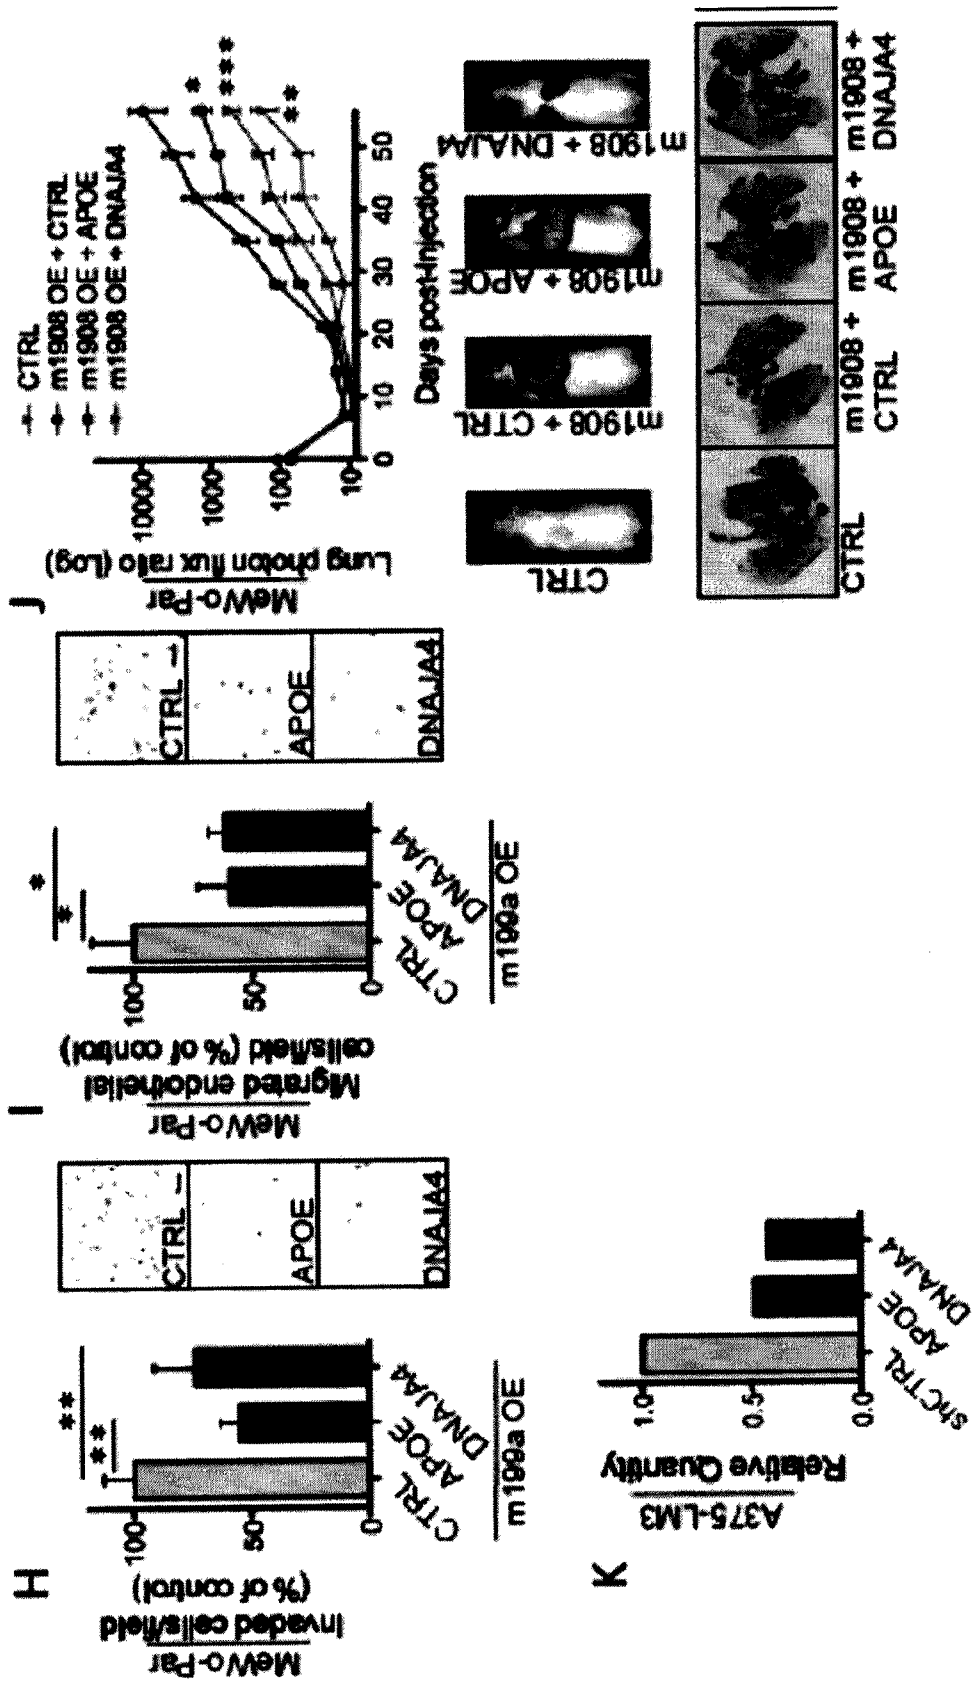 H
MeWo-Par
Invaded cells/field
(% of control)
100
50
0
**
**
CTRL
APOE
DNAJA4
m199a OE
CTRL
APOE
DNAJA4
I
MeWo-Par
Migrated endothelial
cells/field (% of control)
100
50
0
*
*
CTRL
APOE
DNAJA4
m199a OE
CTRL
APOE
DNAJA4
J
MeWo-Par
Lung photon flux ratio (Log)
10000
1000
100
10
CTRL
m1908 OE + CTRL
m1908 OE + APOE
m1908 OE + DNAJA4
*
***
**
0 10 20 30 40 50
Days post-injection
CTRL
m1908 + CTRL
m1908 + APOE
m1908 + DNAJA4
CTRL
m1908 +
CTRL
m1908 +
APOE
m1908 +
DNAJA4
K
A375-LM3
Relative Quantity
1.0
0.5
0.0
shCTRL
APOE
DNAJA4